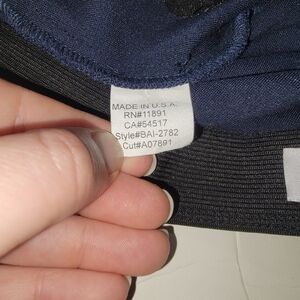 MADE IN U.S.A.
RN#11891
CA#54517
Style#BAI-2782
Cut#A07891